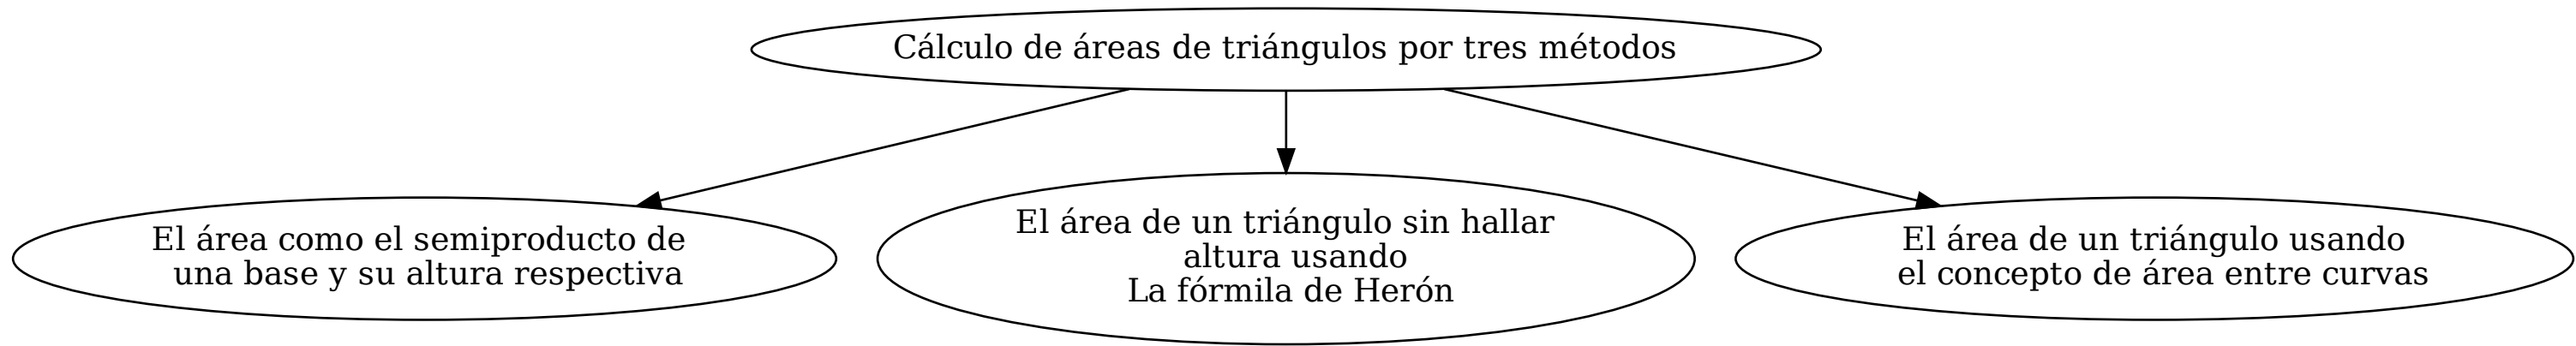 Cálculo de áreas de triángulos por tres métodos
El área como el semiproducto de
una base y su altura respectiva
El área de un triángulo sin hallar
altura usando
La fórmila de Herón
El área de un triángulo usando
el concepto de área entre curvas